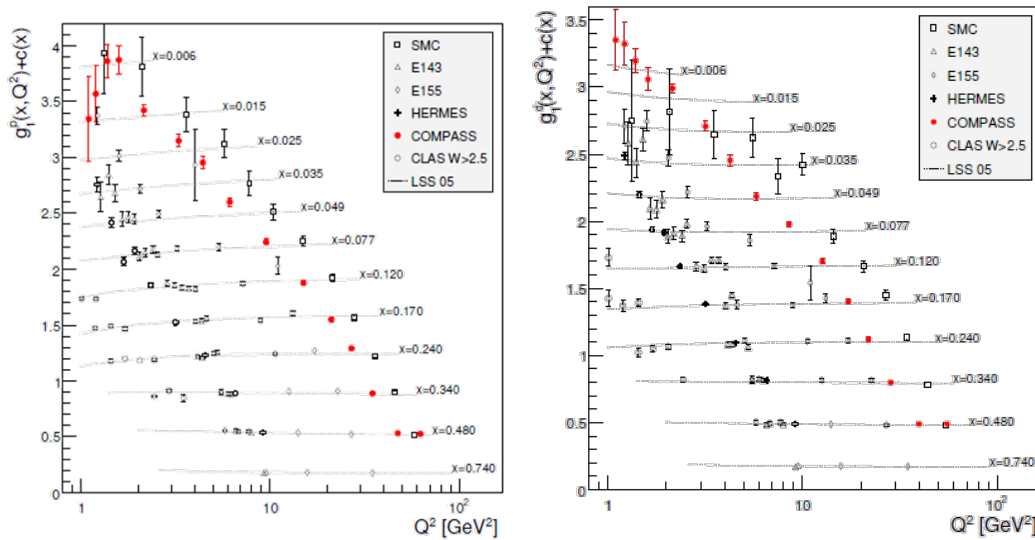 g₁ᵖ(x,Q²)+c(x)
4
3.5
3
2.5
2
1.5
1
0.5
0
1
10
10²
Q² [GeV²]
x=0.006
x=0.015
x=0.025
x=0.035
x=0.049
x=0.077
x=0.120
x=0.170
x=0.240
x=0.340
x=0.480
x=0.740
SMC
E143
E155
HERMES
COMPASS
CLAS W>2.5
LSS 05
g₁ᵈ(x,Q²)+c(x)
3.5
3
2.5
2
1.5
1
0.5
0
1
10
10²
Q² [GeV²]
x=0.006
x=0.015
x=0.025
x=0.035
x=0.049
x=0.077
x=0.120
x=0.170
x=0.240
x=0.340
x=0.480
x=0.740
SMC
E143
E155
HERMES
COMPASS
CLAS W>2.5
LSS 05